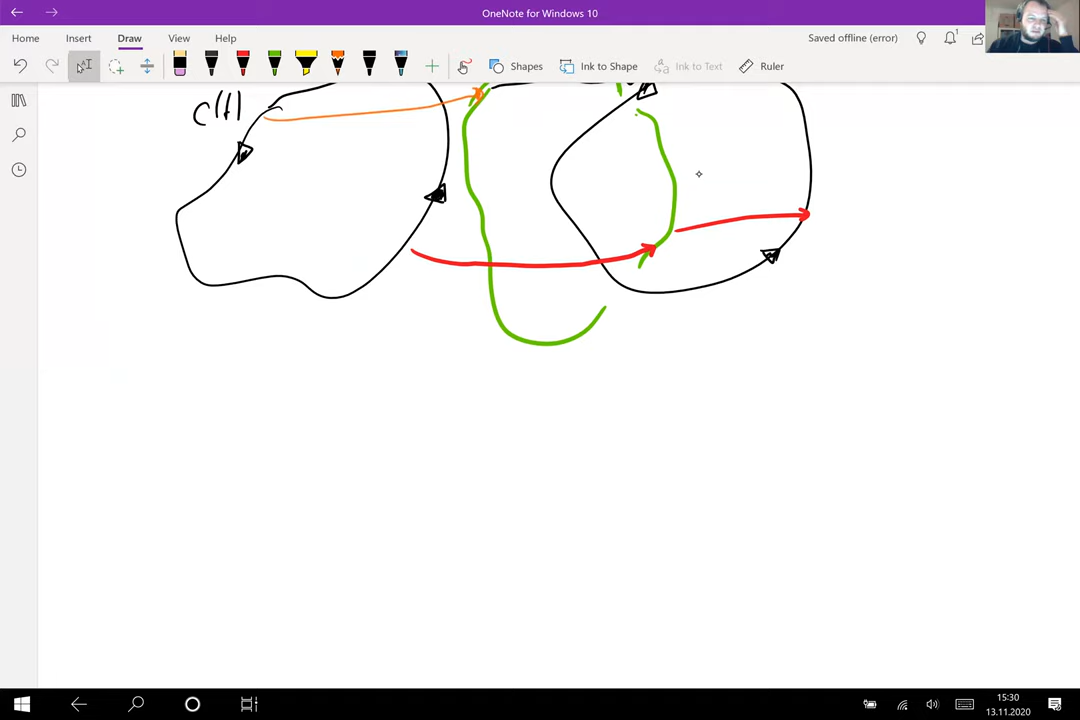 OneNote for Windows 10
Home Insert Draw View Help
Saved offline (error)
Shapes Ink to Shape Ink to Text Ruler
c(t)
15:30
13.11.2020